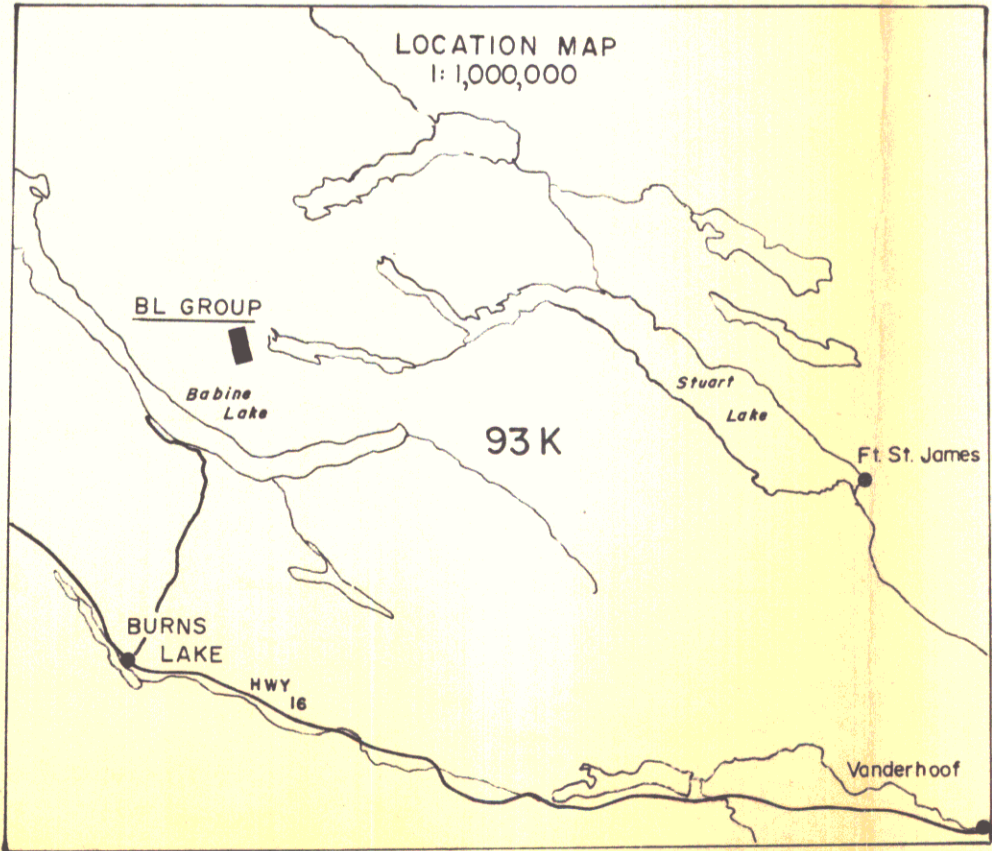 LOCATION MAP
1: 1,000,000
BL GROUP
Babine
Lake
Stuart
Lake
93 K
Ft. St. James
BURNS
LAKE
HWY
16
Vanderhoof